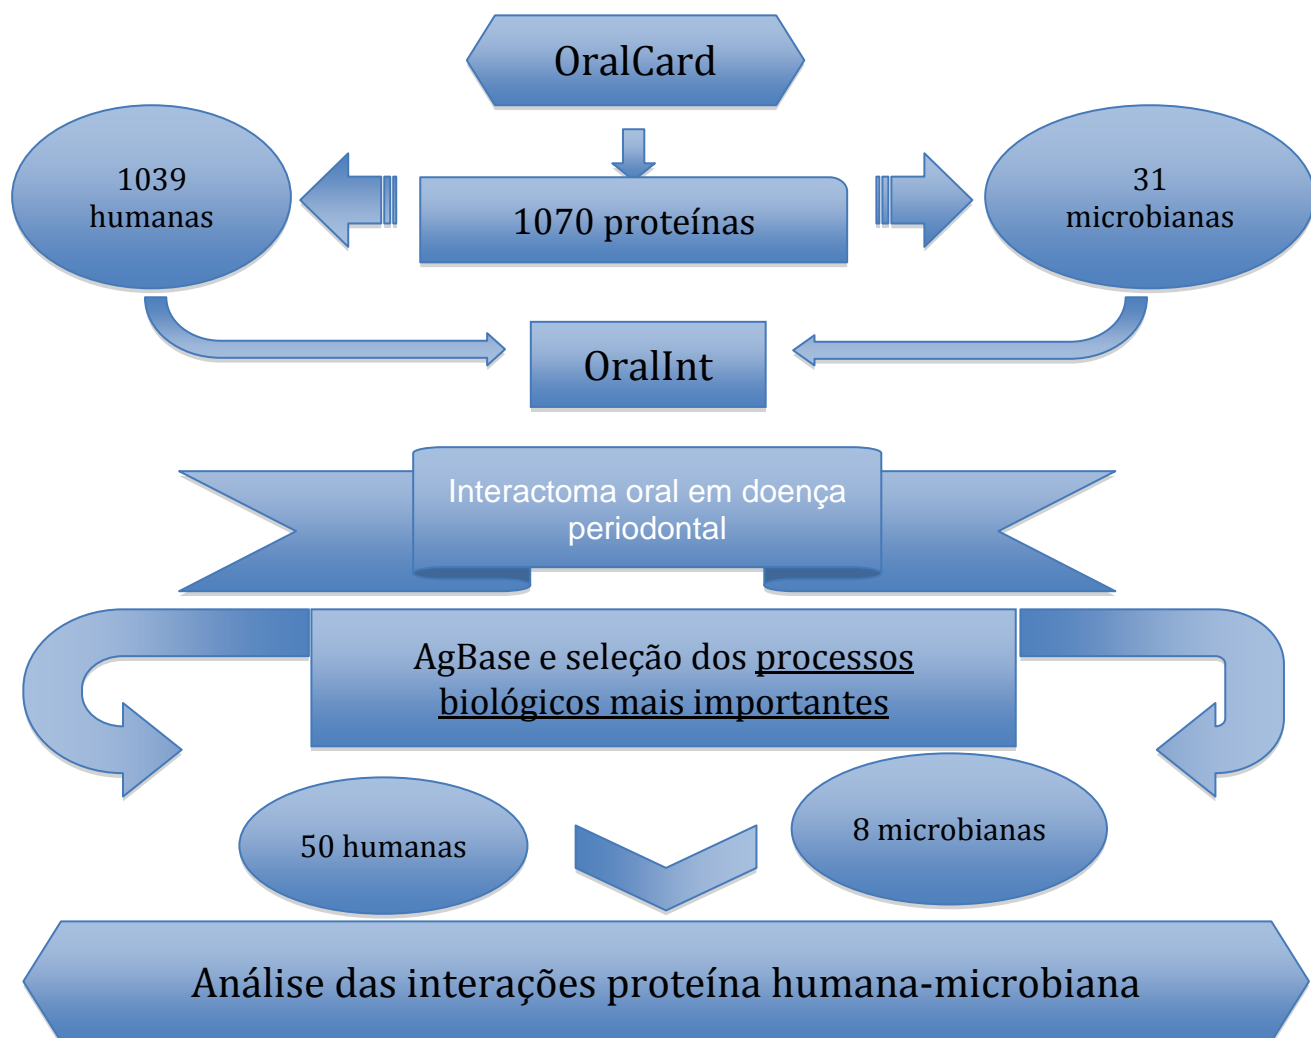 OralCard
1039
humanas
1070 proteínas
31
microbianas
OralInt
Interactoma oral em doença
periodontal
AgBase e seleção dos processos
biológicos mais importantes
50 humanas
8 microbianas
Análise das interações proteína humana-microbiana